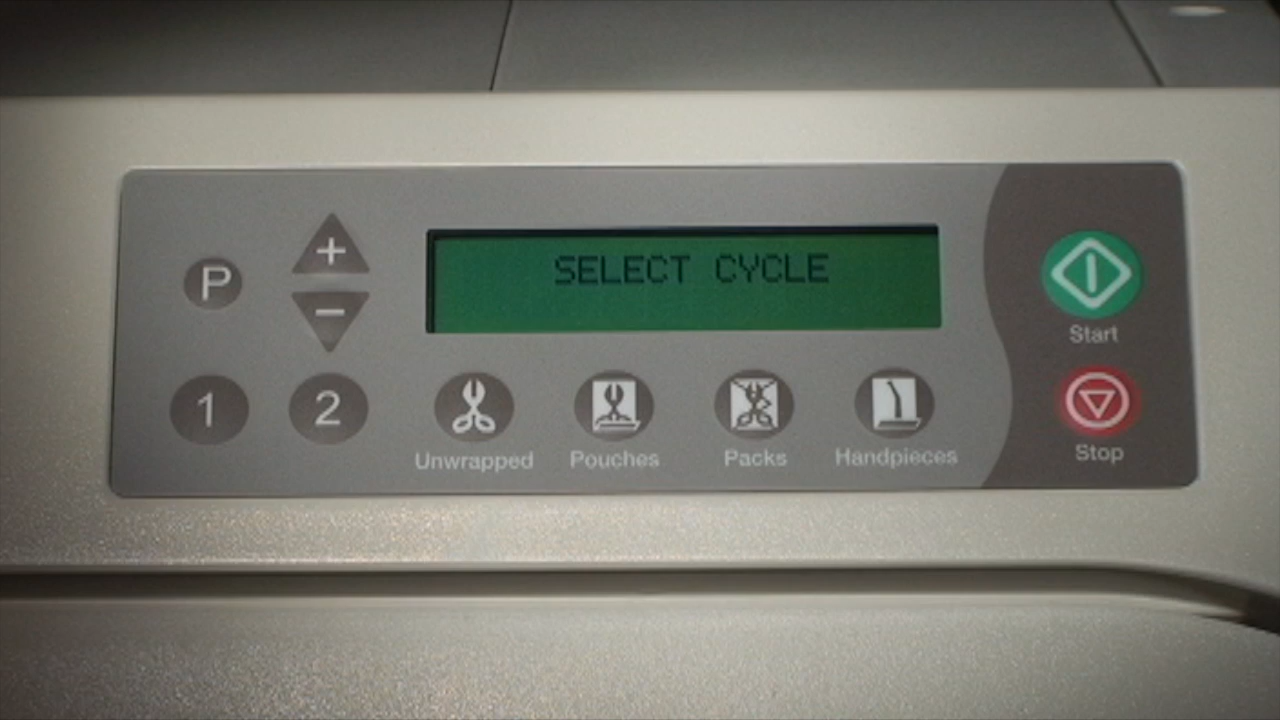 SELECT CYCLE
P
+
−
1
2
Unwrapped
Pouches
Packs
Handpieces
Start
Stop